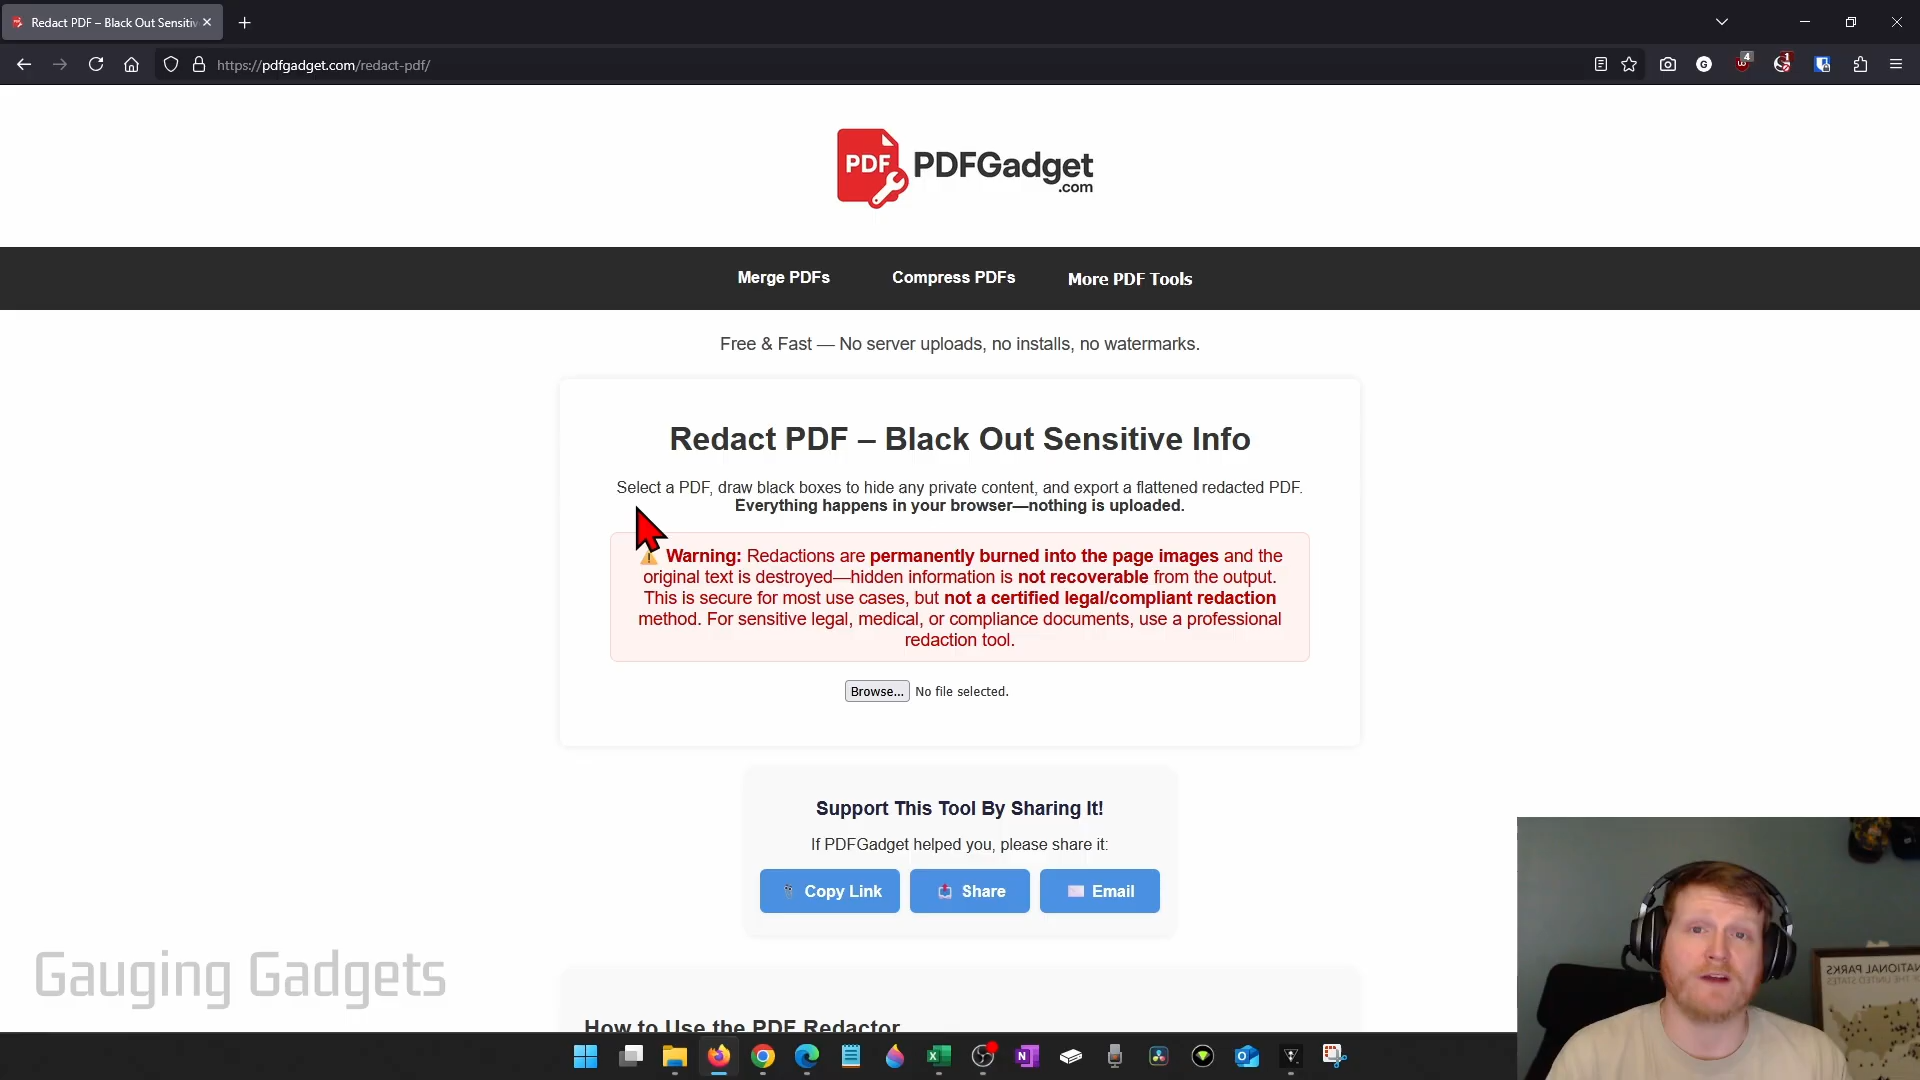 Redact PDF – Black Out Sensitiv
https://pdfgadget.com/redact-pdf/
4
1
PDF
PDFGadget
.com
Merge PDFs
Compress PDFs
More PDF Tools
Free & Fast — No server uploads, no installs, no watermarks.
Redact PDF – Black Out Sensitive Info
Select a PDF, draw black boxes to hide any private content, and export a flattened redacted PDF.
Everything happens in your browser—nothing is uploaded.
Warning: Redactions are permanently burned into the page images and the
original text is destroyed—hidden information is not recoverable from the output.
This is secure for most use cases, but not a certified legal/compliant redaction
method. For sensitive legal, medical, or compliance documents, use a professional
redaction tool.
Browse... No file selected.
Support This Tool By Sharing It!
If PDFGadget helped you, please share it:
Copy Link
Share
Email
Gauging Gadgets
NATIONAL PARKS
How to Use the PDF Redactor